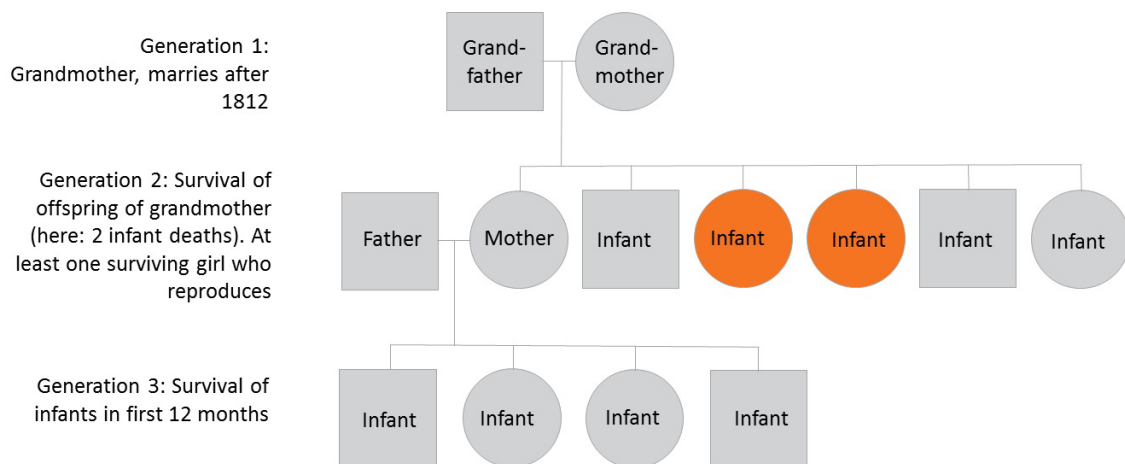 Generation 1:
Grandmother, marries after
1812
Grand-
father
Grand-
mother
Generation 2: Survival of
offspring of grandmother
(here: 2 infant deaths). At
least one surviving girl who
reproduces
Father
Mother
Infant
Infant
Infant
Infant
Infant
Generation 3: Survival of
infants in first 12 months
Infant
Infant
Infant
Infant